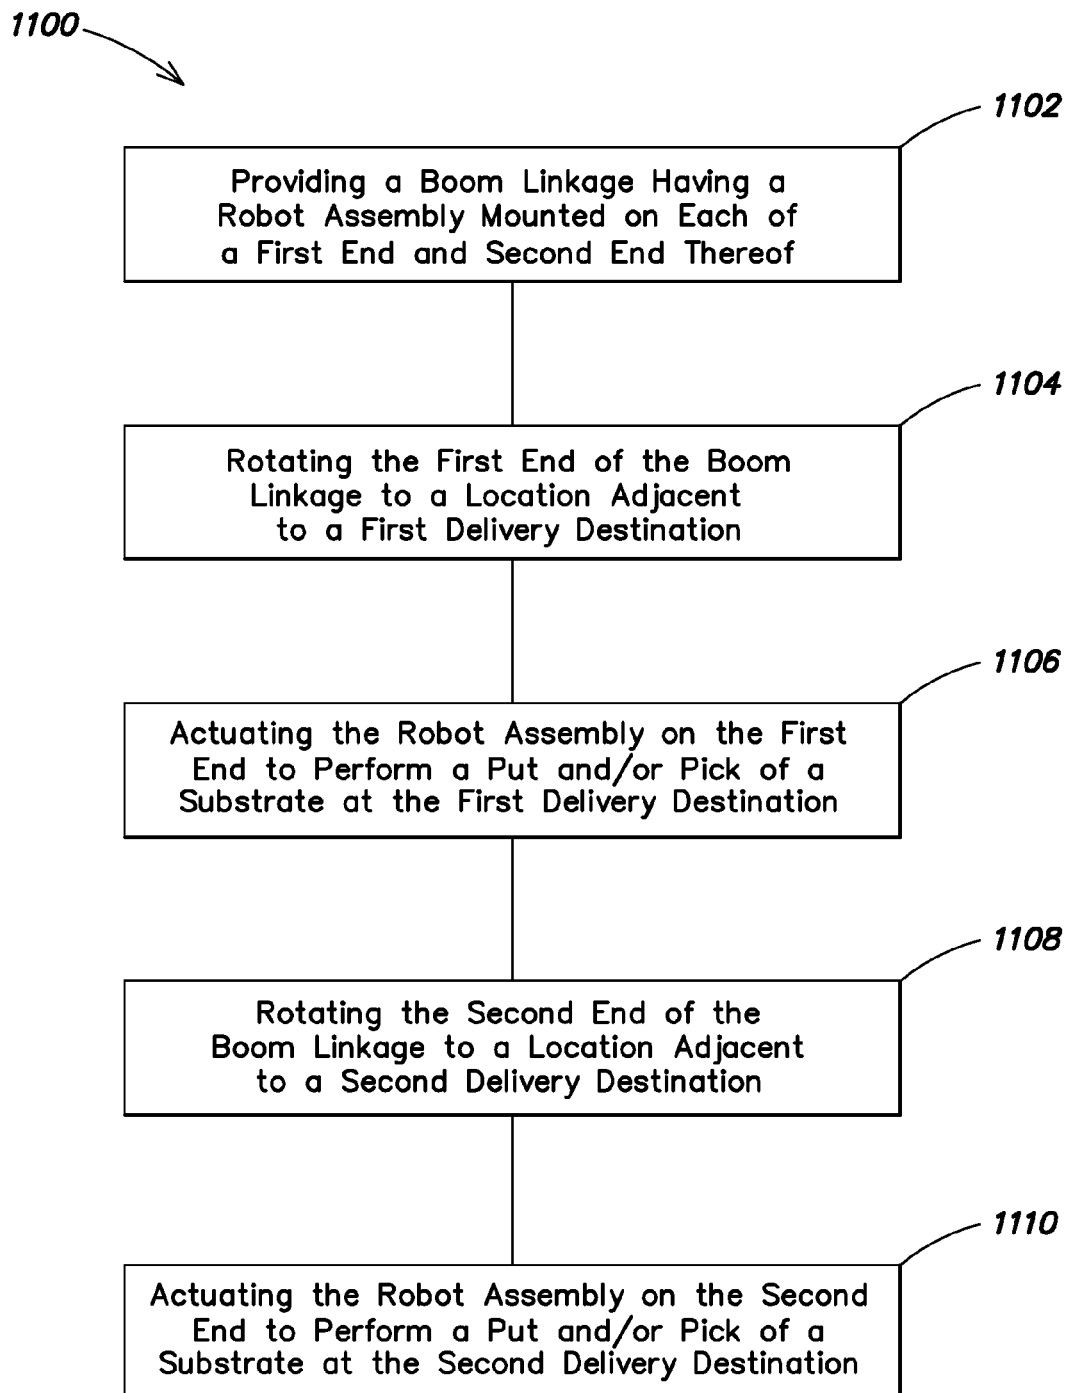 1100
1102
Providing a Boom Linkage Having a
Robot Assembly Mounted on Each of
a First End and Second End Thereof
1104
Rotating the First End of the Boom
Linkage to a Location Adjacent
to a First Delivery Destination
1106
Actuating the Robot Assembly on the First
End to Perform a Put and/or Pick of a
Substrate at the First Delivery Destination
1108
Rotating the Second End of the
Boom Linkage to a Location Adjacent
to a Second Delivery Destination
1110
Actuating the Robot Assembly on the Second
End to Perform a Put and/or Pick of a
Substrate at the Second Delivery Destination